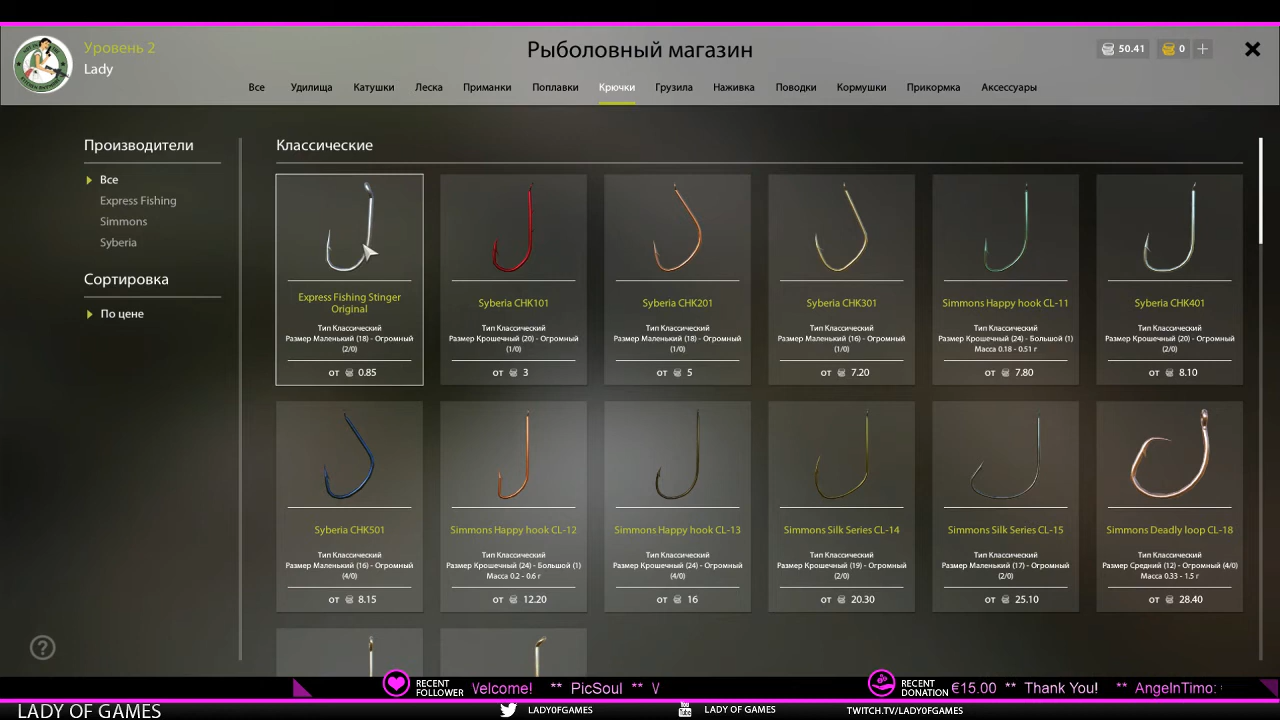 Уровень 2
Lady
Рыболовный магазин
50.41
0
Все Удилища Катушки Леска Приманки Поплавки Крючки Грузила Наживка Поводки Кормушки Прикормка Аксессуары
Производители
Все
Express Fishing
Simmons
Syberia
Сортировка
По цене
Классические
Express Fishing Stinger
Original
Тип Классический
Размер Маленький (18) - Огромный
(2/0)
от 0.85
Syberia CHK101
Тип Классический
Размер Крошечный (20) - Огромный
(1/0)
от 3
Syberia CHK201
Тип Классический
Размер Маленький (18) - Огромный
(1/0)
от 5
Syberia CHK301
Тип Классический
Размер Маленький (16) - Огромный
(1/0)
от 7.20
Simmons Happy hook CL-11
Тип Классический
Размер Крошечный (24) - Большой (1)
Масса 0.18 - 0.51 г
от 7.80
Syberia CHK401
Тип Классический
Размер Крошечный (20) - Огромный
(2/0)
от 8.10
Syberia CHK501
Тип Классический
Размер Маленький (16) - Огромный
(4/0)
от 8.15
Simmons Happy hook CL-12
Тип Классический
Размер Крошечный (24) - Большой (1)
Масса 0.2 - 0.6 г
от 12.20
Simmons Happy hook CL-13
Тип Классический
Размер Крошечный (24) - Огромный
(4/0)
от 16
Simmons Silk Series CL-14
Тип Классический
Размер Крошечный (19) - Огромный
(2/0)
от 20.30
Simmons Silk Series CL-15
Тип Классический
Размер Маленький (17) - Огромный
(2/0)
от 25.10
Simmons Deadly loop CL-18
Тип Классический
Размер Средний (12) - Огромный (4/0)
Масса 0.33 - 1.5 г
от 28.40
?
RECENT
FOLLOWER
Welcome! ** PicSoul ** V
RECENT
DONATION
€15.00 ** Thank You! ** AngelnTimo:
LADY OF GAMES
LADY0FGAMES
LADY OF GAMES
TWITCH.TV/LADY0FGAMES